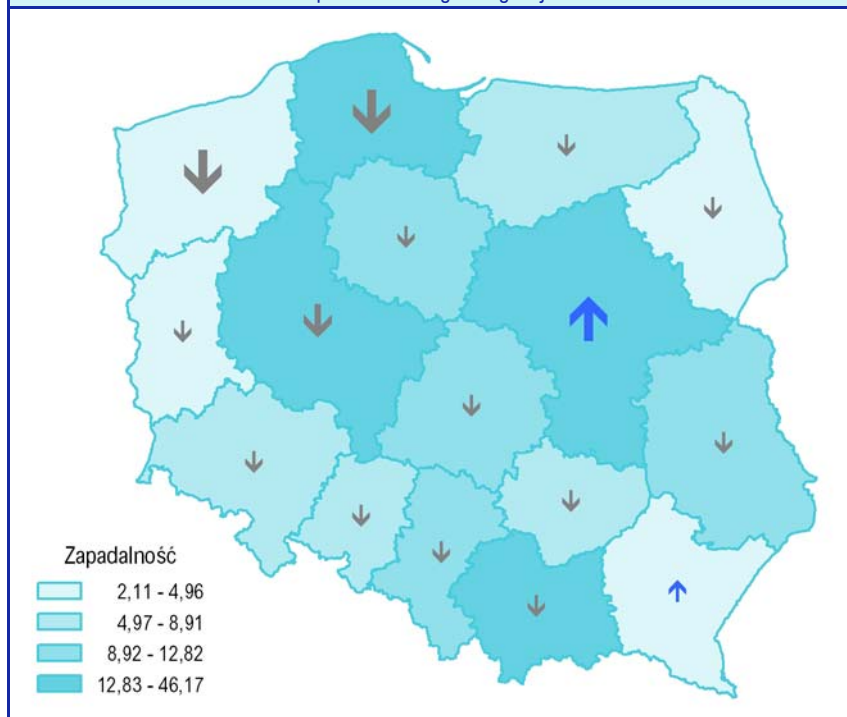 Zapadalność
2,11 - 4,96
4,97 - 8,91
8,92 - 12,82
12,83 - 46,17